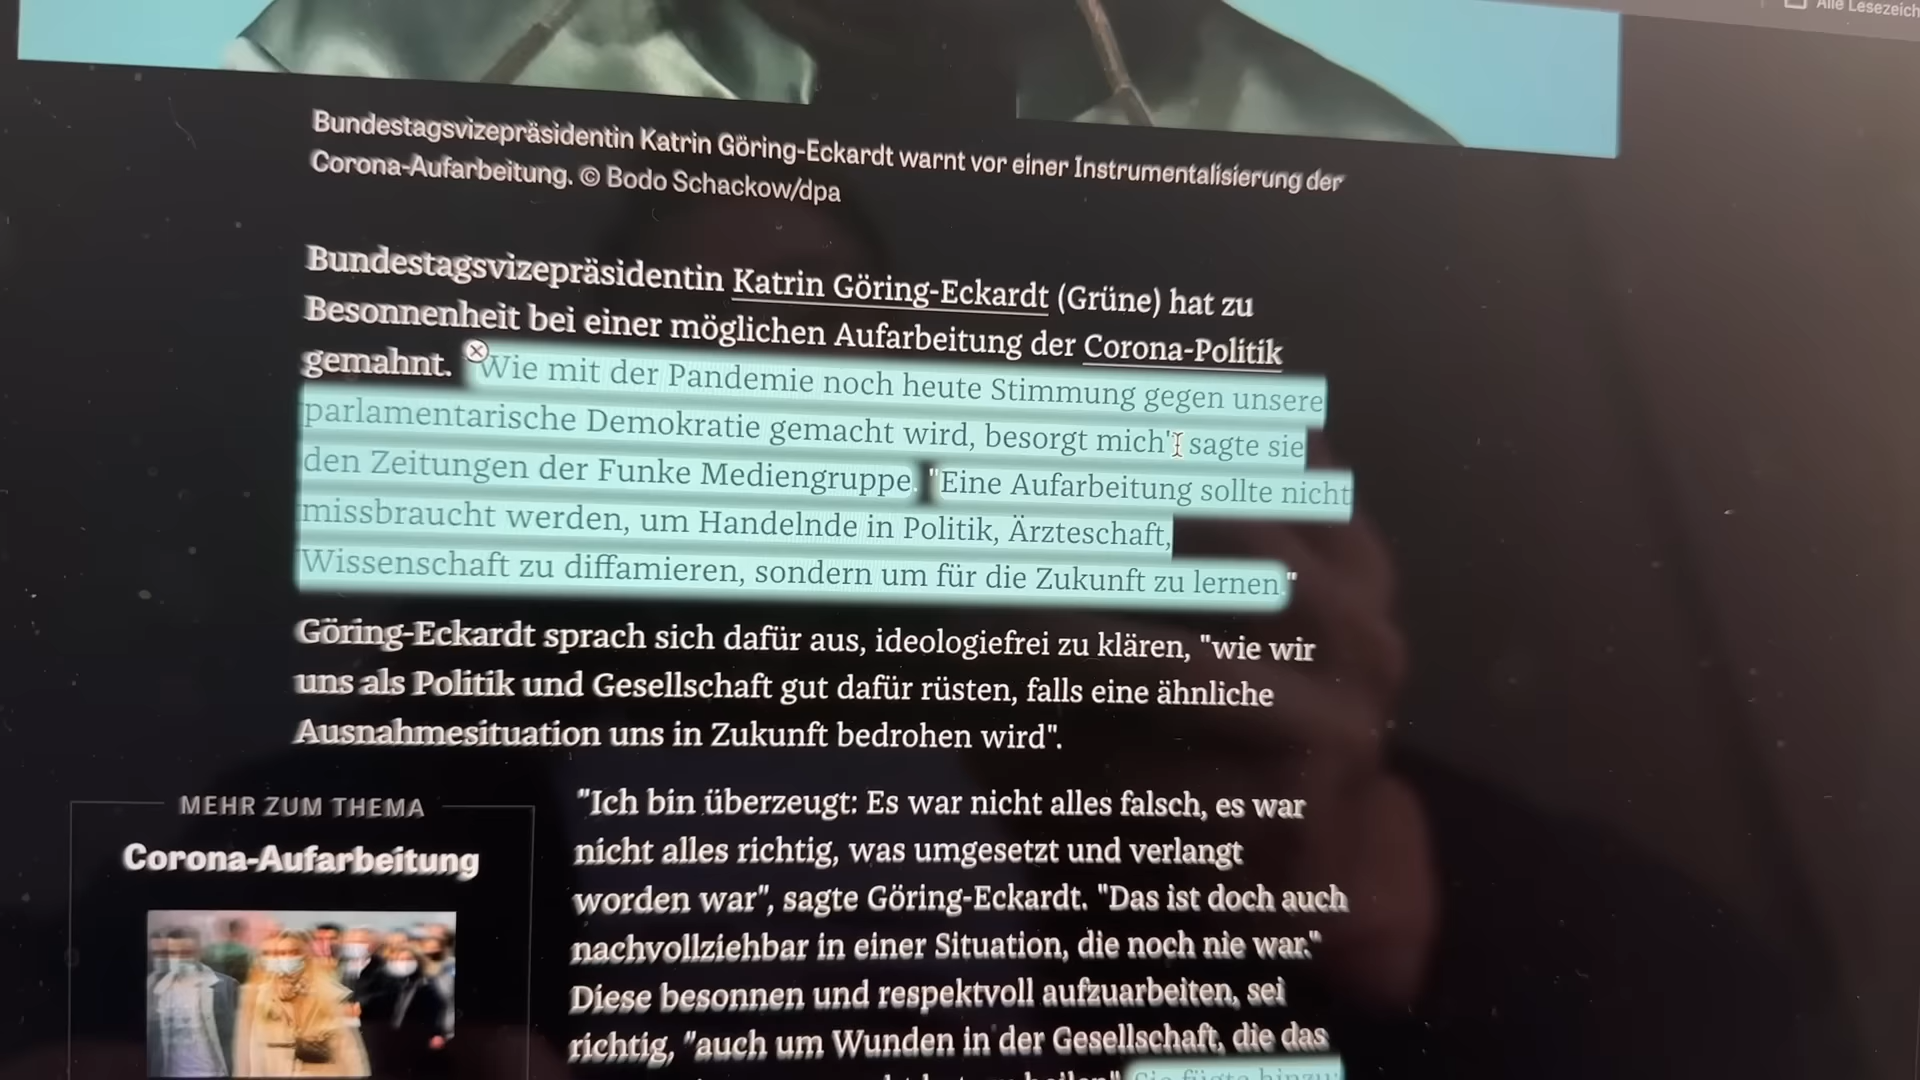 Alle Lesezeich
Bundestagsvizepräsidentin Katrin Göring-Eckardt warnt vor einer Instrumentalisierung der
Corona-Aufarbeitung. © Bodo Schackow/dpa
Bundestagsvizepräsidentin Katrin Göring-Eckardt (Grüne) hat zu
Besonnenheit bei einer möglichen Aufarbeitung der Corona-Politik
gemahnt. "Wie mit der Pandemie noch heute Stimmung gegen unsere
parlamentarische Demokratie gemacht wird, besorgt mich", sagte sie
den Zeitungen der Funke Mediengruppe. "Eine Aufarbeitung sollte nicht
missbraucht werden, um Handelnde in Politik, Ärzteschaft,
Wissenschaft zu diffamieren, sondern um für die Zukunft zu lernen."
Göring-Eckardt sprach sich dafür aus, ideologiefrei zu klären, "wie wir
uns als Politik und Gesellschaft gut dafür rüsten, falls eine ähnliche
Ausnahmesituation uns in Zukunft bedrohen wird".
MEHR ZUM THEMA
Corona-Aufarbeitung
"Ich bin überzeugt: Es war nicht alles falsch, es war
nicht alles richtig, was umgesetzt und verlangt
worden war", sagte Göring-Eckardt. "Das ist doch auch
nachvollziehbar in einer Situation, die noch nie war."
Diese besonnen und respektvoll aufzuarbeiten, sei
richtig, "auch um Wunden in der Gesellschaft, die das
heilen". Sie fügte hinzu: